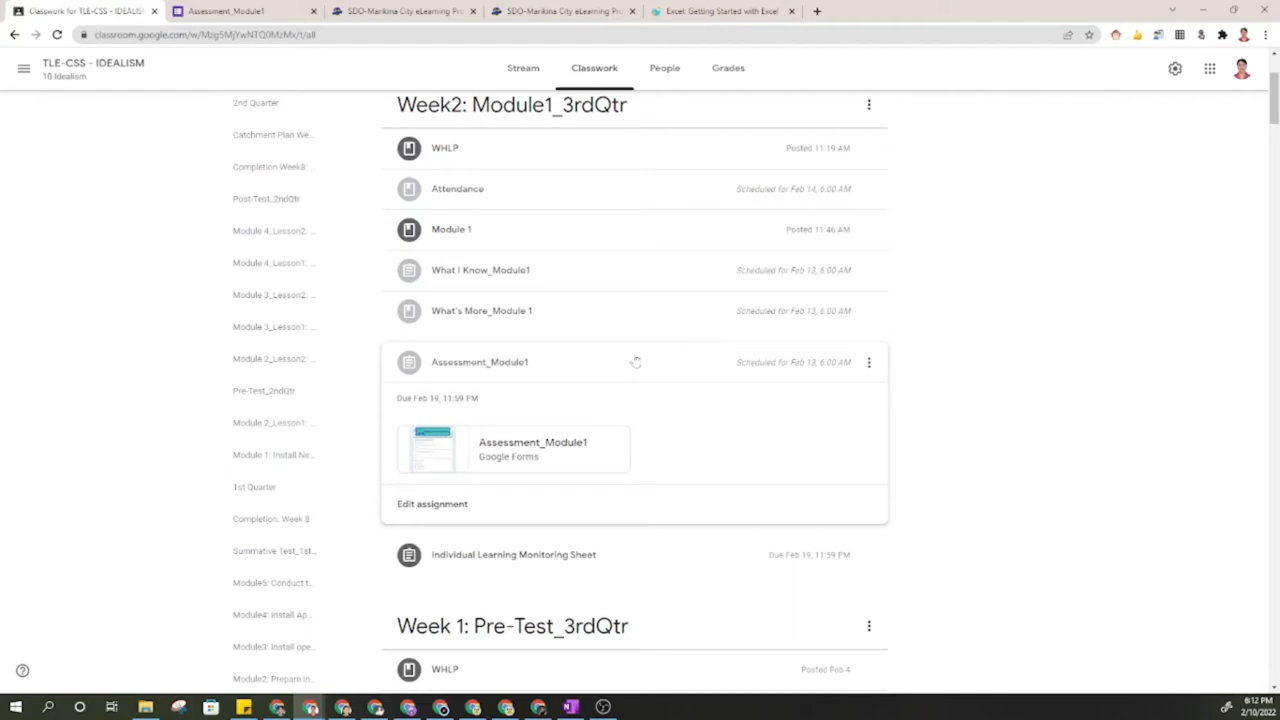 Classwork for TLE-CSS - IDEALISM
Assessment_Module1
SDO-Marikina City eLearning Pro
SDO-Marikina City eLearning Pro
Excel: Getting Started with Excel
classroom.google.com/w/Mzg5MjYwNTQ0MzMx/t/all
TLE-CSS - IDEALISM
10-Idealism
Stream
Classwork
People
Grades
2nd Quarter
Catchment Plan We...
Completion Week8: ...
Post-Test_2ndQtr
Module 4_Lesson2: ...
Module 4_Lesson1: ...
Module 3_Lesson2: ...
Module 3_Lesson1: ...
Module 2_Lesson2: ...
Pre-Test_2ndQtr
Module 2_Lesson1: ...
Module 1: Install Ne...
1st Quarter
Completion: Week 8
Summative Test_1st...
Module5: Conduct t...
Module4: Install Ap...
Module3: Install ope...
Module2; Prepare In...
Week2: Module1_3rdQtr
WHLP Posted 11:19 AM
Attendance Scheduled for Feb 14, 6:00 AM
Module 1 Posted 11:46 AM
What I Know_Module1 Scheduled for Feb 13, 6:00 AM
What's More_Module 1 Scheduled for Feb 13, 6:00 AM
Assessment_Module1 Scheduled for Feb 13, 6:00 AM
Due Feb 19, 11:59 PM
Assessment_Module1
Google Forms
Edit assignment
Individual Learning Monitoring Sheet Due Feb 19, 11:59 PM
Week 1: Pre-Test_3rdQtr
WHLP Posted Feb 4
6:12 PM
2/10/2022